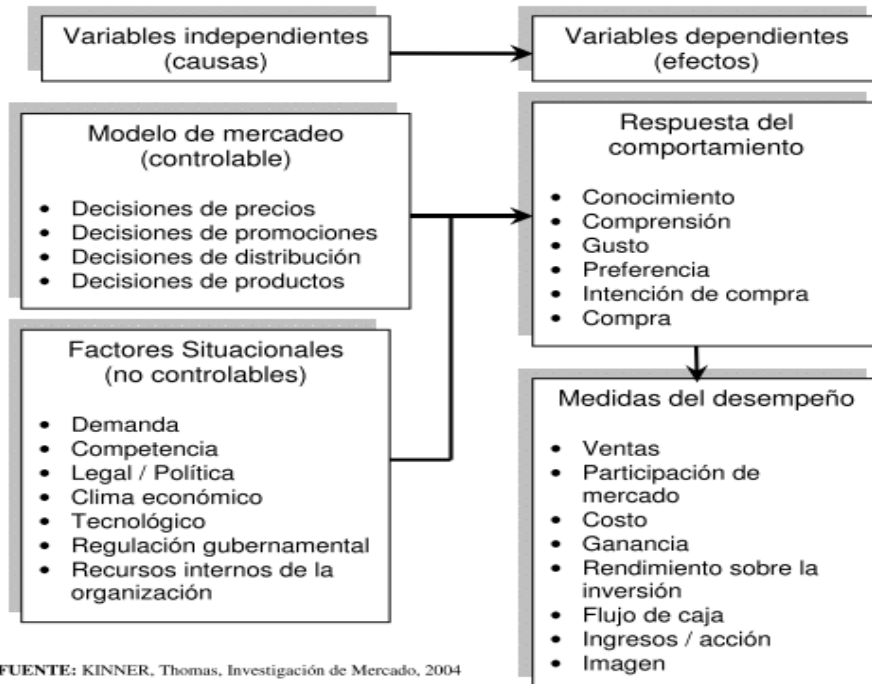 Variables independientes
(causas)
Variables dependientes
(efectos)
Modelo de mercadeo
(controlable)
• Decisiones de precios
• Decisiones de promociones
• Decisiones de distribución
• Decisiones de productos
Respuesta del
comportamiento
• Conocimiento
• Comprensión
• Gusto
• Preferencia
• Intención de compra
• Compra
Factores Situacionales
(no controlables)
• Demanda
• Competencia
• Legal / Política
• Clima económico
• Tecnológico
• Regulación gubernamental
• Recursos internos de la
organización
Medidas del desempeño
• Ventas
• Participación de
mercado
• Costo
• Ganancia
• Rendimiento sobre la
inversión
• Flujo de caja
• Ingresos / acción
• Imagen
FUENTE: KINNER, Thomas, Investigación de Mercado, 2004